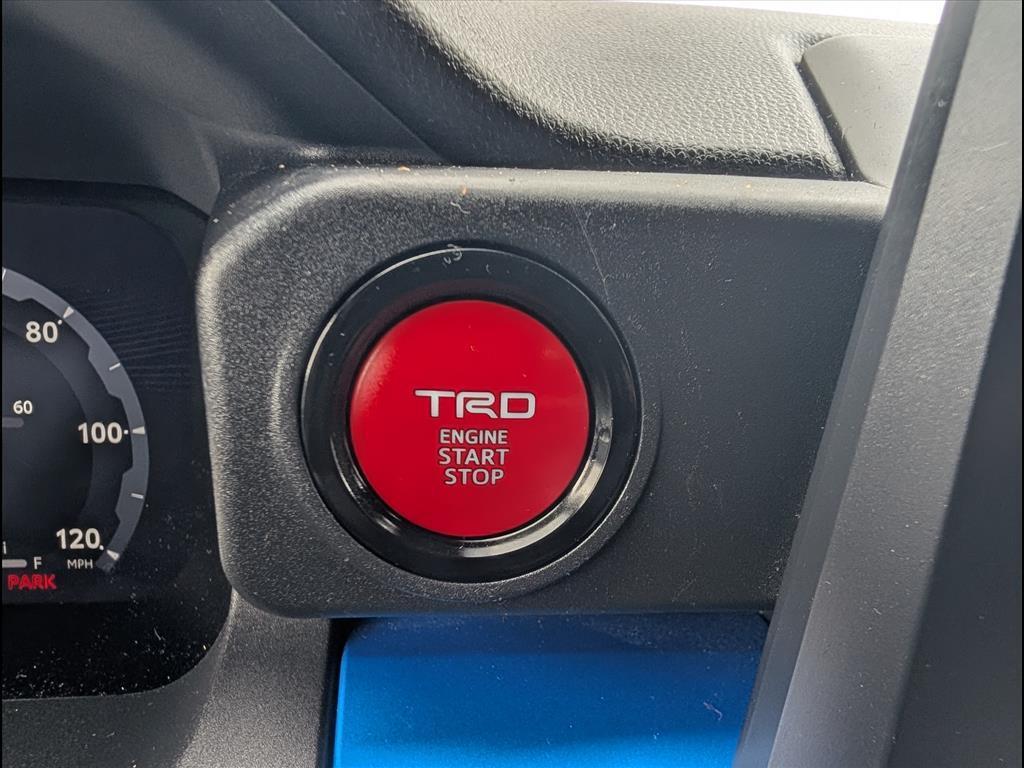 80
60
100
120
MPH
F
PARK
TRD
ENGINE
START
STOP